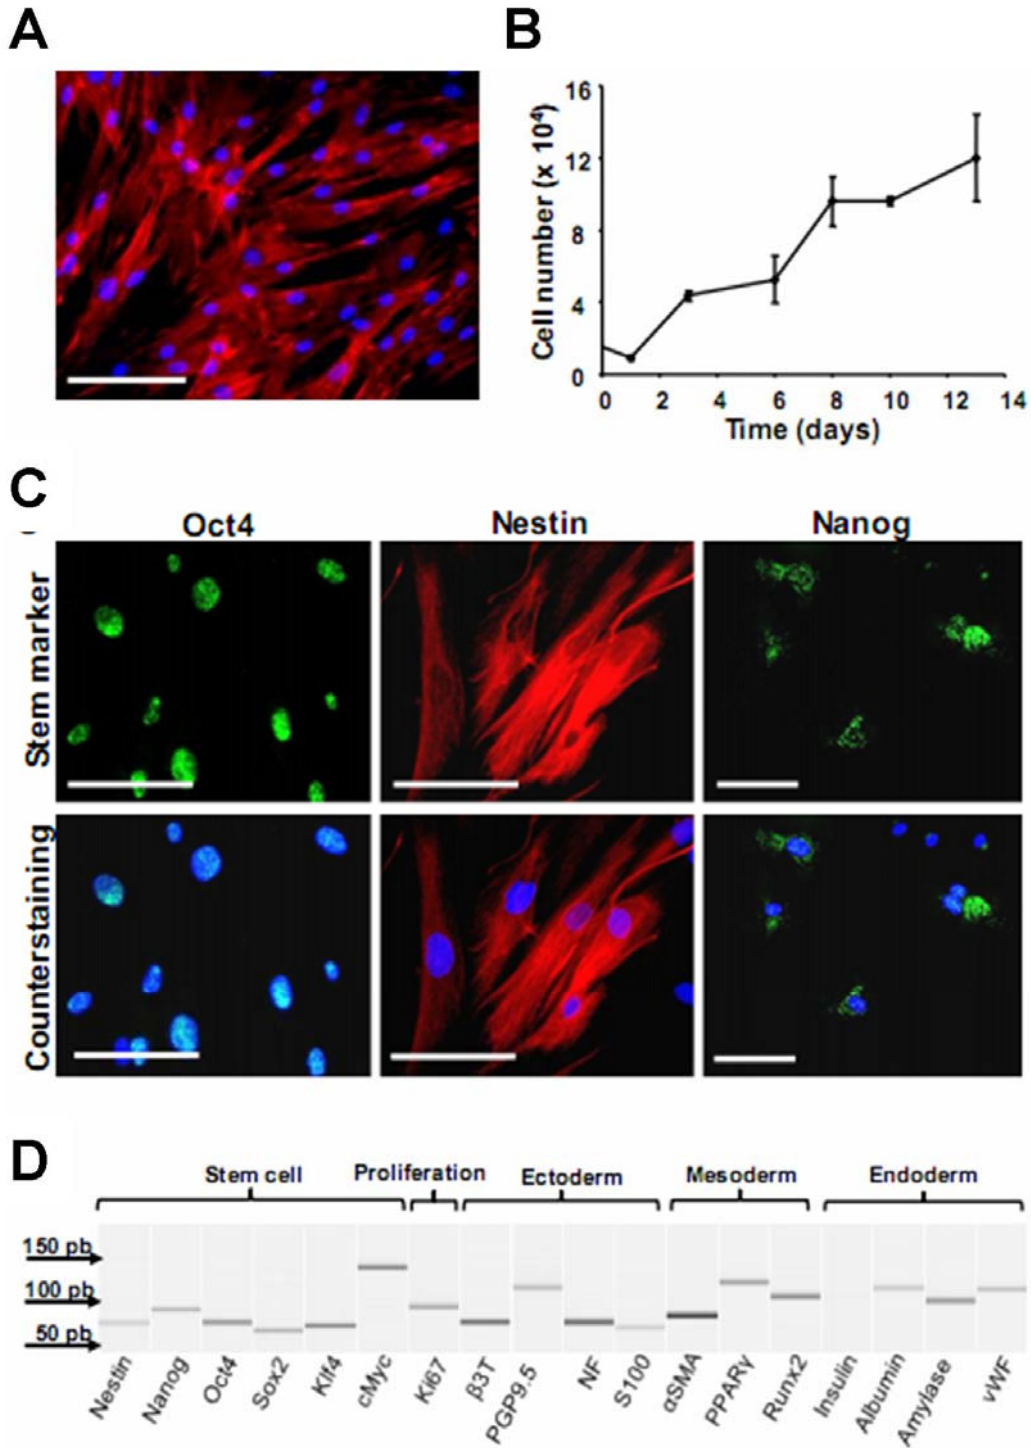 A
B
16
12
8
4
0
Cell number (x 10⁴)
0 2 4 6 8 10 12 14
Time (days)
C
Oct4 Nestin Nanog
Stem marker
Counterstaining
D
Stem cell Proliferation Ectoderm Mesoderm Endoderm
150 pb
100 pb
50 pb
Nestin Nanog Oct4 Sox2 Klf4 cMyc Ki67 β3T PGP9.5 NF S100 αSMA PPARγ Runx2 Insulin Albumin Amylase vWF